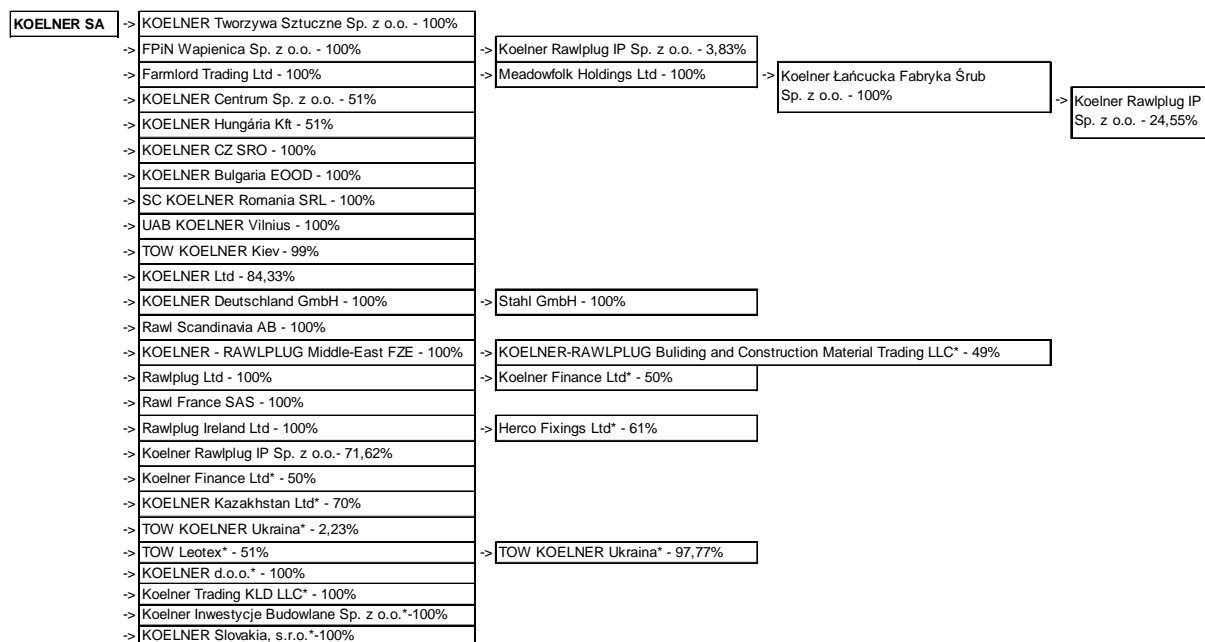 KOELNER SA -> KOELNER Tworzywa Sztuczne Sp. z o.o. - 100%
-> FPiN Wapienica Sp. z o.o. - 100% -> Koelner Rawlplug IP Sp. z o.o. - 3,83%
-> Farmlord Trading Ltd - 100% -> Meadowfolk Holdings Ltd - 100% -> Koelner Łańcucka Fabryka Śrub
Sp. z o.o. - 100%
-> KOELNER Centrum Sp. z o.o. - 51% -> Koelner Rawlplug IP
Sp. z o.o. - 24,55%
-> KOELNER Hungária Kft - 51%
-> KOELNER CZ SRO - 100%
-> KOELNER Bulgaria EOOD - 100%
-> SC KOELNER Romania SRL - 100%
-> UAB KOELNER Vilnius - 100%
-> TOW KOELNER Kiev - 99%
-> KOELNER Ltd - 84,33%
-> KOELNER Deutschland GmbH - 100% -> Stahl GmbH - 100%
-> Rawl Scandinavia AB - 100%
-> KOELNER - RAWLPLUG Middle-East FZE - 100% -> KOELNER-RAWLPLUG Buliding and Construction Material Trading LLC* - 49%
-> Rawlplug Ltd - 100% -> Koelner Finance Ltd* - 50%
-> Rawl France SAS - 100%
-> Rawlplug Ireland Ltd - 100% -> Herco Fixings Ltd* - 61%
-> Koelner Rawlplug IP Sp. z o.o.- 71,62%
-> Koelner Finance Ltd* - 50%
-> KOELNER Kazakhstan Ltd* - 70%
-> TOW KOELNER Ukraina* - 2,23%
-> TOW Leotex* - 51% -> TOW KOELNER Ukraina* - 97,77%
-> KOELNER d.o.o.* - 100%
-> Koelner Trading KLD LLC* - 100%
-> Koelner Inwestycje Budowlane Sp. z o.o.*-100%
-> KOELNER Slovakia, s.r.o.*-100%